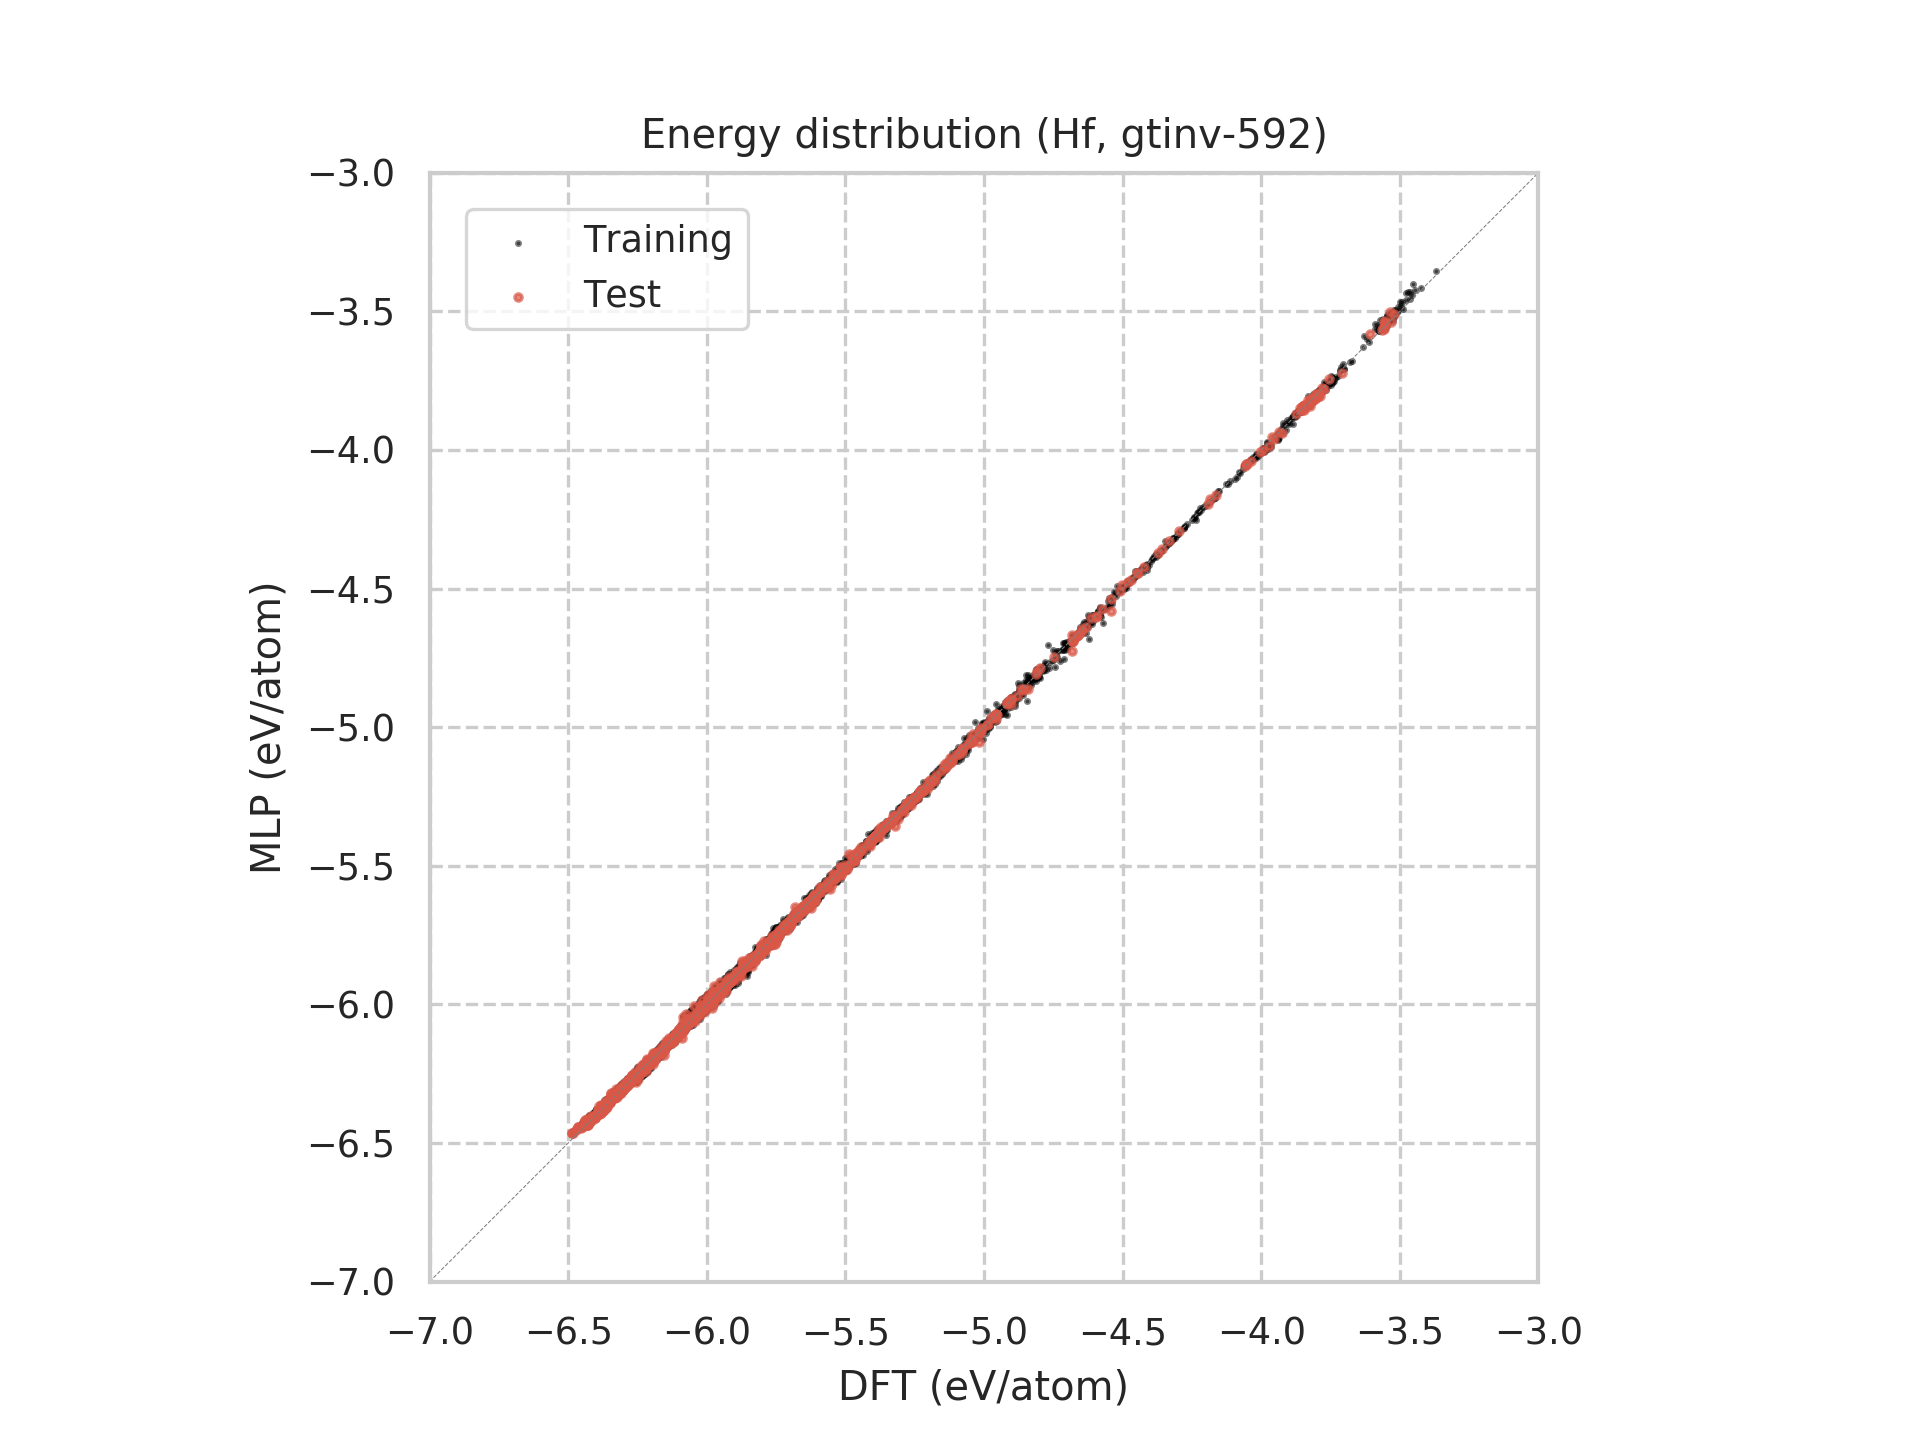 Energy distribution (Hf, gtinv-592)
−3.0
−3.5
−4.0
−4.5
−5.0
−5.5
−6.0
−6.5
−7.0
MLP (eV/atom)
Training
Test
−7.0 −6.5 −6.0 −5.5 −5.0 −4.5 −4.0 −3.5 −3.0
DFT (eV/atom)